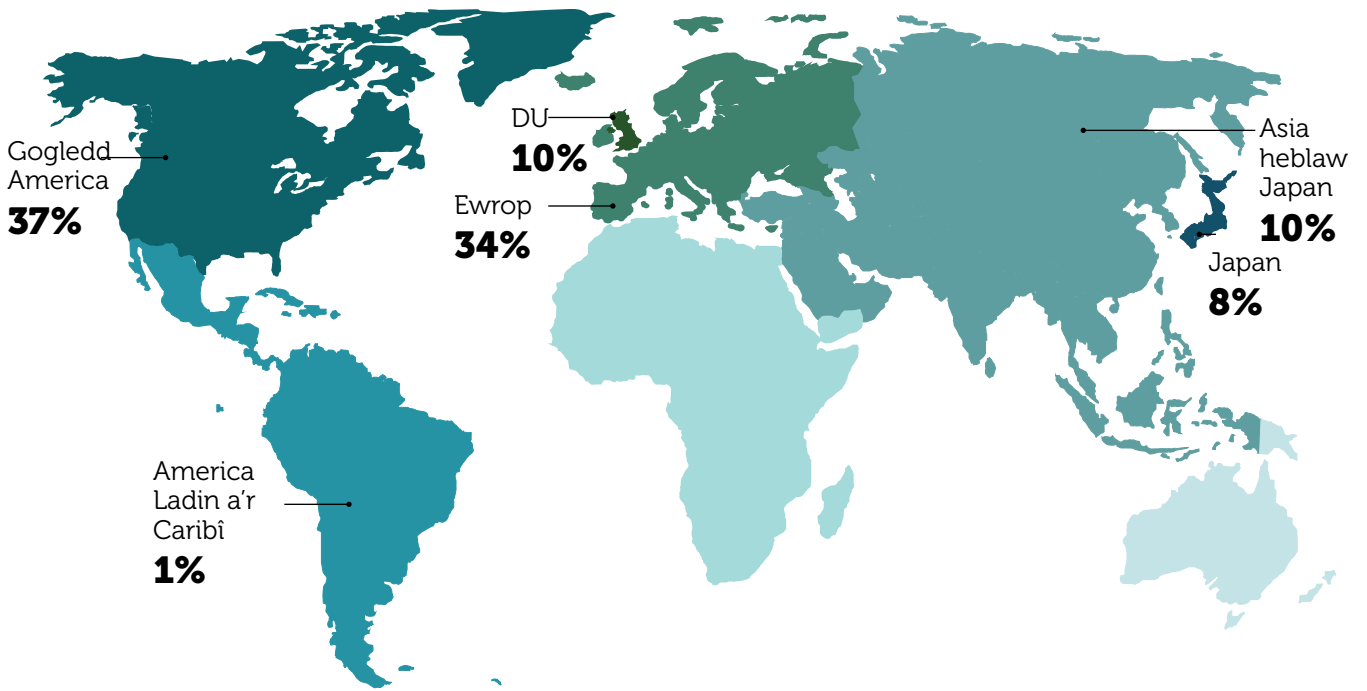 Gogledd
America
37%
DU
10%
Ewrop
34%
Asia
heblaw
Japan
10%
Japan
8%
America
Ladin a'r
Caribî
1%